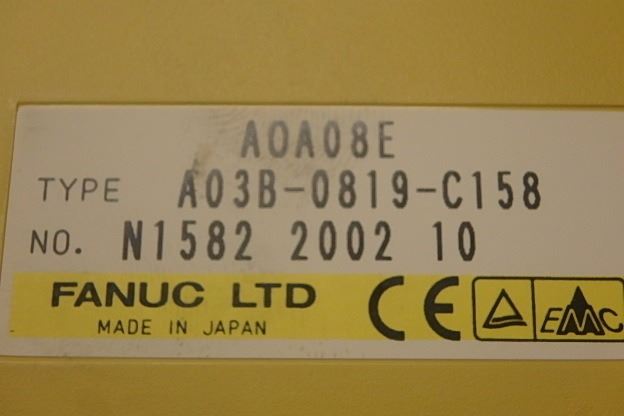 AOA08E
TYPE A03B-0819-C158
NO. N1582 2002 10
FANUC LTD CE EMC
MADE IN JAPAN